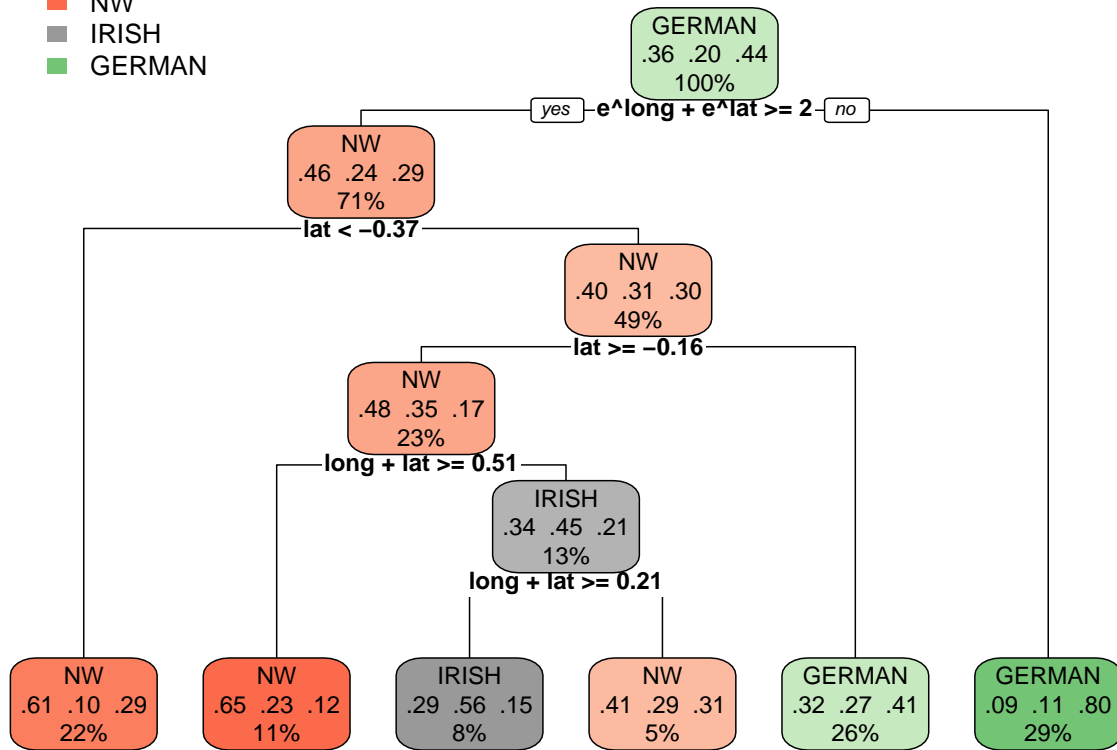 NW
IRISH
GERMAN
GERMAN
.36 .20 .44
100%
yes e^long + e^lat >= 2 no
NW
.46 .24 .29
71%
lat < −0.37
NW
.40 .31 .30
49%
lat >= −0.16
NW
.48 .35 .17
23%
long + lat >= 0.51
IRISH
.34 .45 .21
13%
long + lat >= 0.21
NW
.61 .10 .29
22%
NW
.65 .23 .12
11%
IRISH
.29 .56 .15
8%
NW
.41 .29 .31
5%
GERMAN
.32 .27 .41
26%
GERMAN
.09 .11 .80
29%